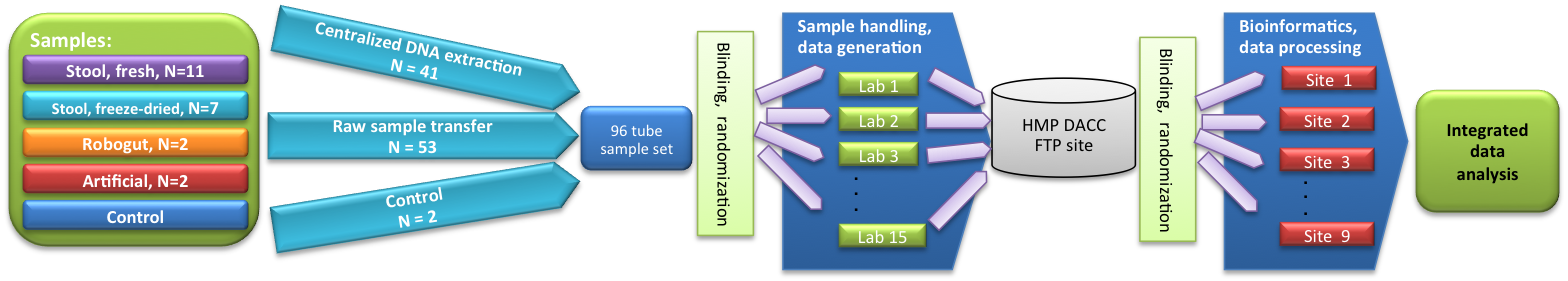 Samples:
Stool, fresh, N=11
Stool, freeze-dried, N=7
Robogut, N=2
Artificial, N=2
Control
Centralized DNA extraction
N = 41
Raw sample transfer
N = 53
Control
N = 2
96 tube
sample set
Blinding, randomization
Sample handling,
data generation
Lab 1
Lab 2
Lab 3
Lab 15
HMP DACC
FTP site
Blinding, randomization
Bioinformatics,
data processing
Site 1
Site 2
Site 3
Site 9
Integrated
data
analysis